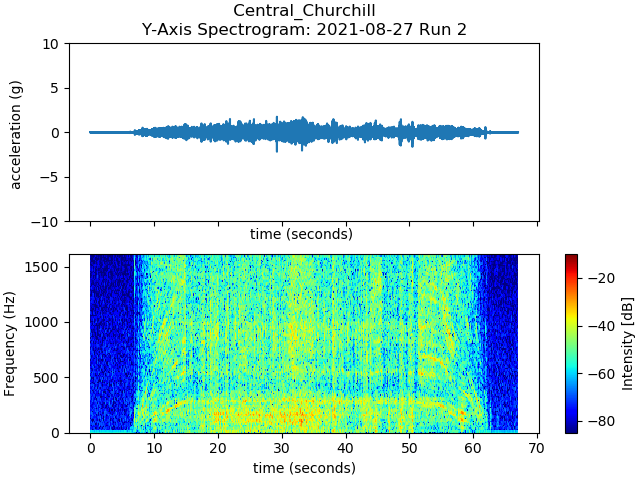 Central_Churchill
Y-Axis Spectrogram: 2021-08-27 Run 2
10
5
0
−5
−10
acceleration (g)
time (seconds)
1500
1000
500
0
Frequency (Hz)
0 10 20 30 40 50 60 70
time (seconds)
−20
−40
−60
−80
Intensity [dB]